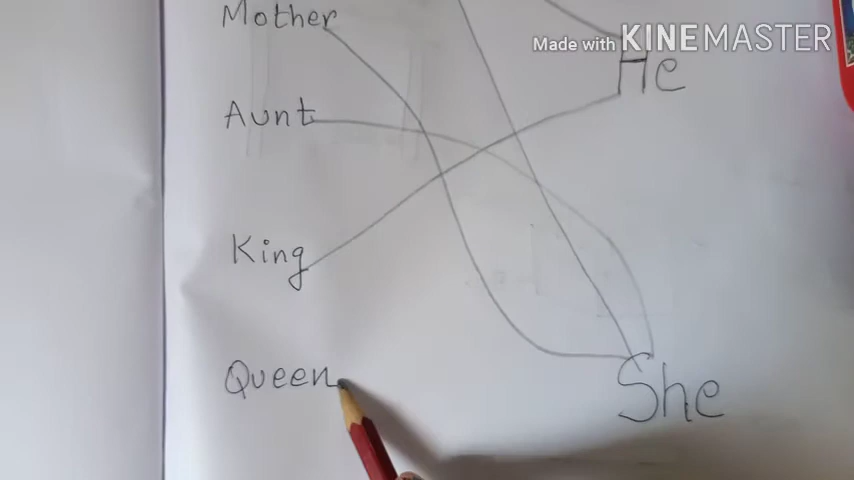 Mother
Made with KINEMASTER
He
Aunt
King
Queen
She